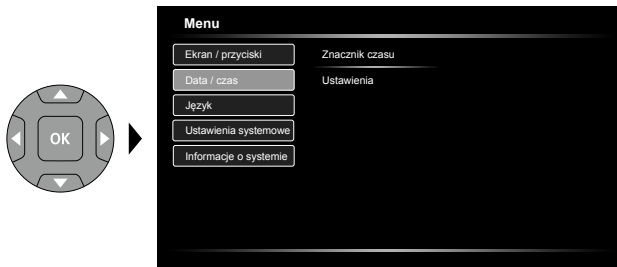 Menu
Ekran / przyciski
Znacznik czasu
Data / czas
Ustawienia
Język
OK
Ustawienia systemowe
Informacje o systemie